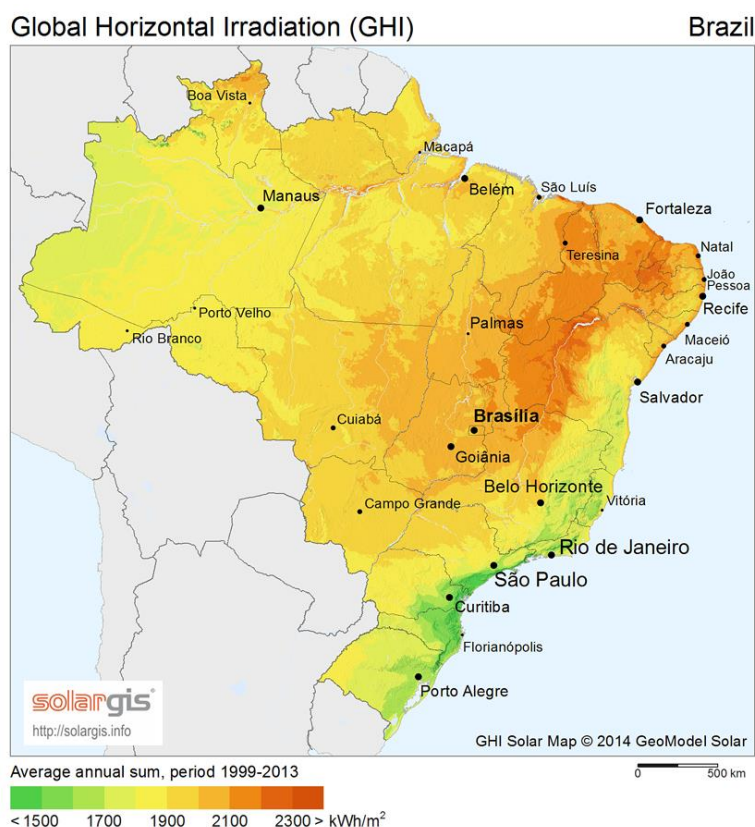 Global Horizontal Irradiation (GHI) Brazil
Boa Vista
Macapá
Manaus
Belém
São Luís
Fortaleza
Teresina
Natal
João
Pessoa
Recife
Porto Velho
Rio Branco
Palmas
Maceió
Aracaju
Salvador
Cuiabá
Brasília
Goiânia
Belo Horizonte
Campo Grande
Vitória
Rio de Janeiro
São Paulo
Curitiba
Florianópolis
Porto Alegre
solargis
http://solargis.info
GHI Solar Map © 2014 GeoModel Solar
Average annual sum, period 1999-2013
0 500 km
< 1500 1700 1900 2100 2300 > kWh/m²